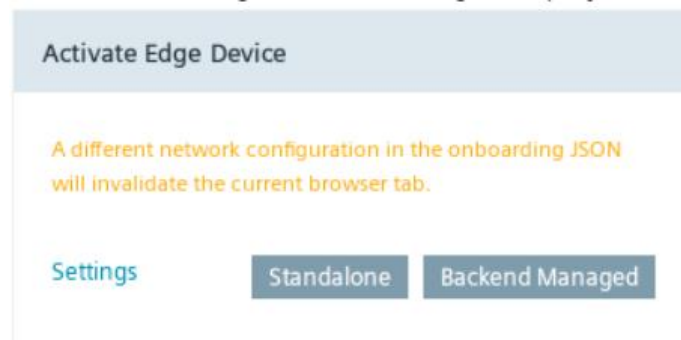 Activate Edge Device
A different network configuration in the onboarding JSON
will invalidate the current browser tab.
Settings Standalone Backend Managed